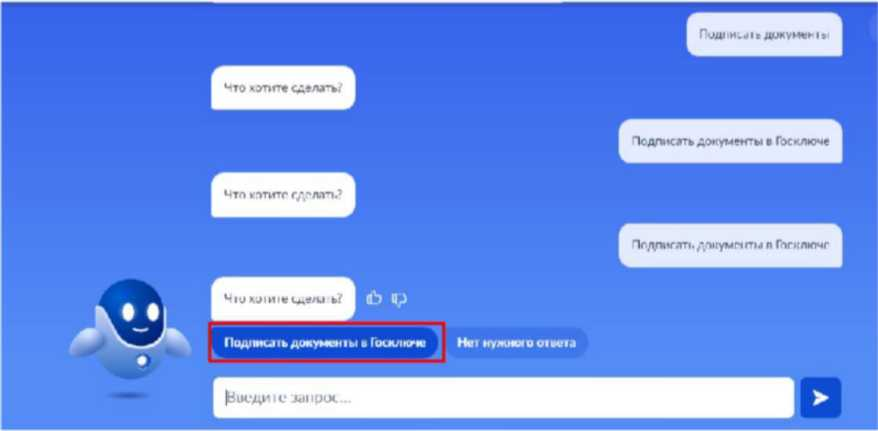 Подписать документы
Что хотите сделать?
Подписать документы в Госключе
Что хотите сделать?
Подписать документы в Госключе
Что хотите сделать?
Подписать документы в Госключе
Нет нужного ответа
Введите запрос...